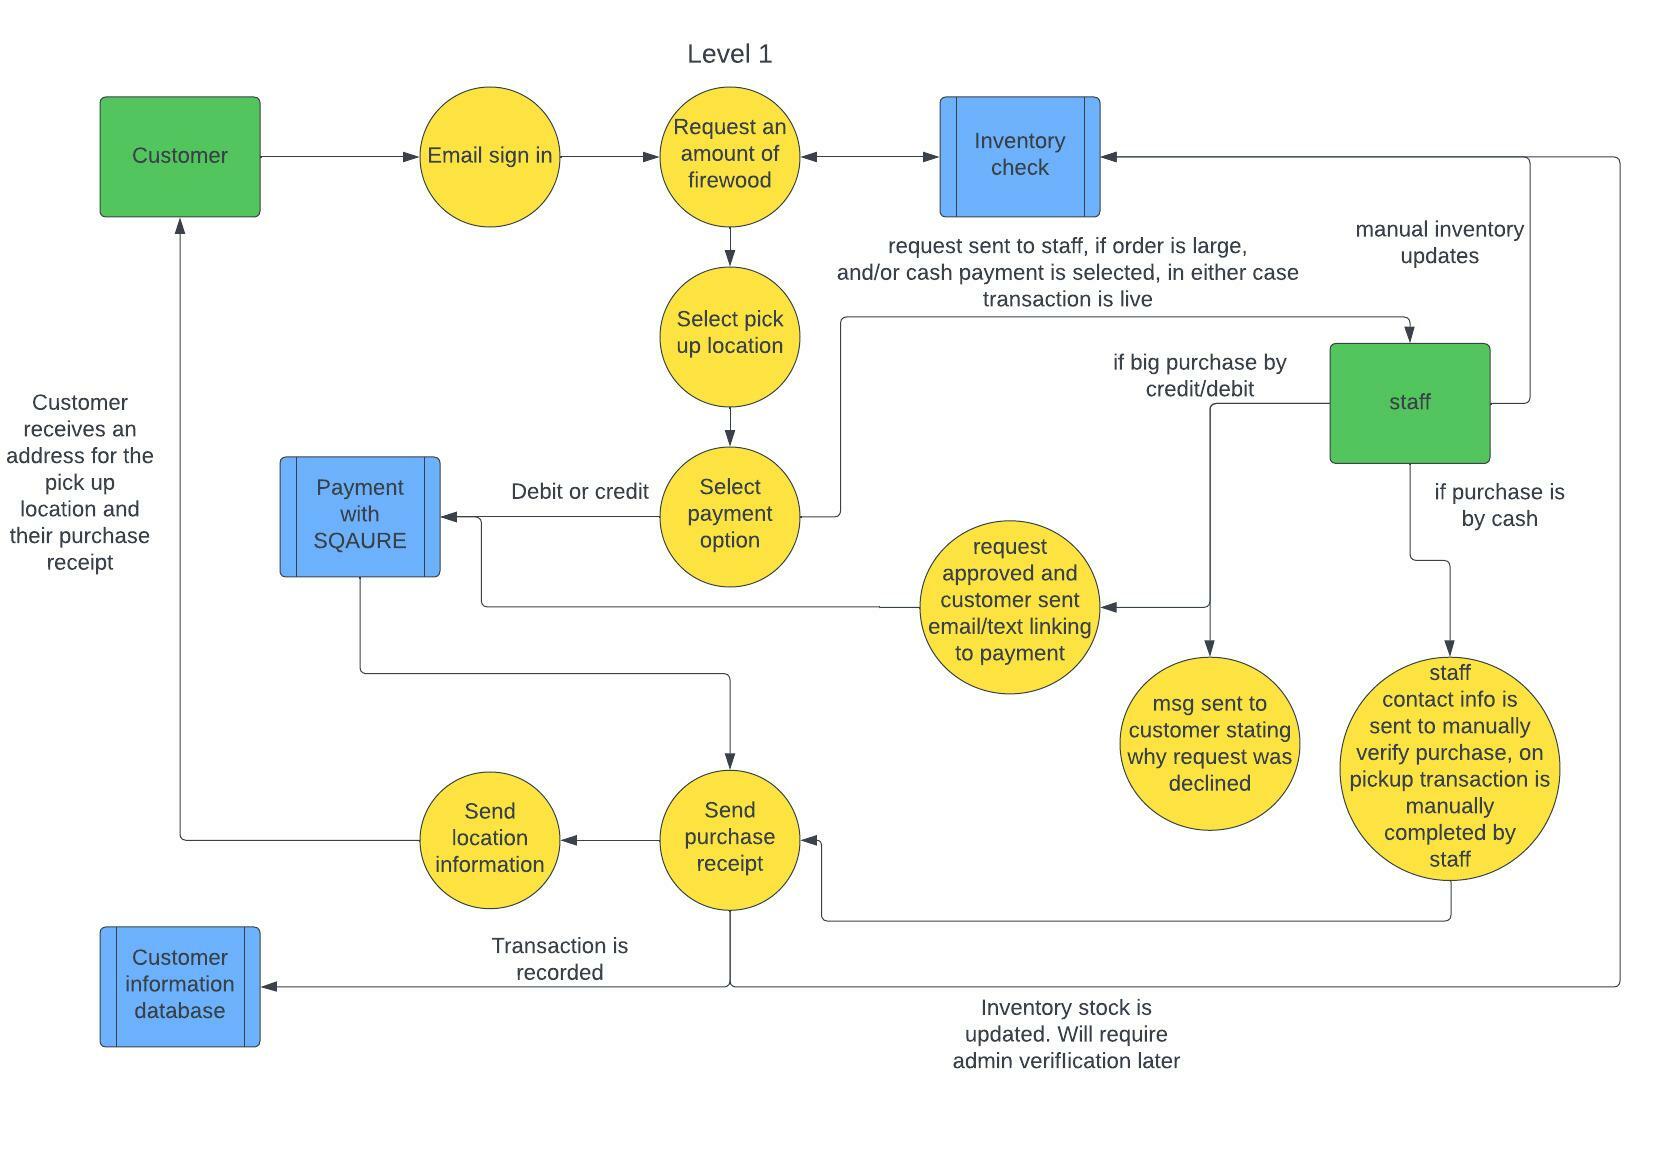 Level 1
Customer
Email sign in
Request an
amount of
firewood
Inventory
check
manual inventory
updates
request sent to staff, if order is large,
and/or cash payment is selected, in either case
transaction is live
Select pick
up location
if big purchase by
credit/debit
staff
Customer
receives an
address for the
pick up
location and
their purchase
receipt
Payment
with
SQAURE
Debit or credit
Select
payment
option
if purchase is
by cash
request
approved and
customer sent
email/text linking
to payment
msg sent to
customer stating
why request was
declined
staff
contact info is
sent to manually
verify purchase, on
pickup transaction is
manually
completed by
staff
Send
location
information
Send
purchase
receipt
Customer
information
database
Transaction is
recorded
Inventory stock is
updated. Will require
admin verifIication later